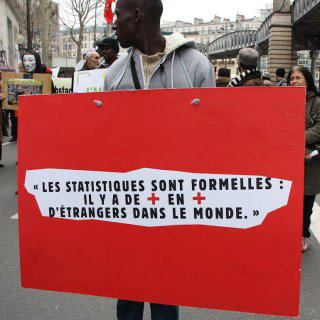 « LES STATISTIQUES SONT FORMELLES :
IL Y A DE + EN +
D'ÉTRANGERS DANS LE MONDE. »